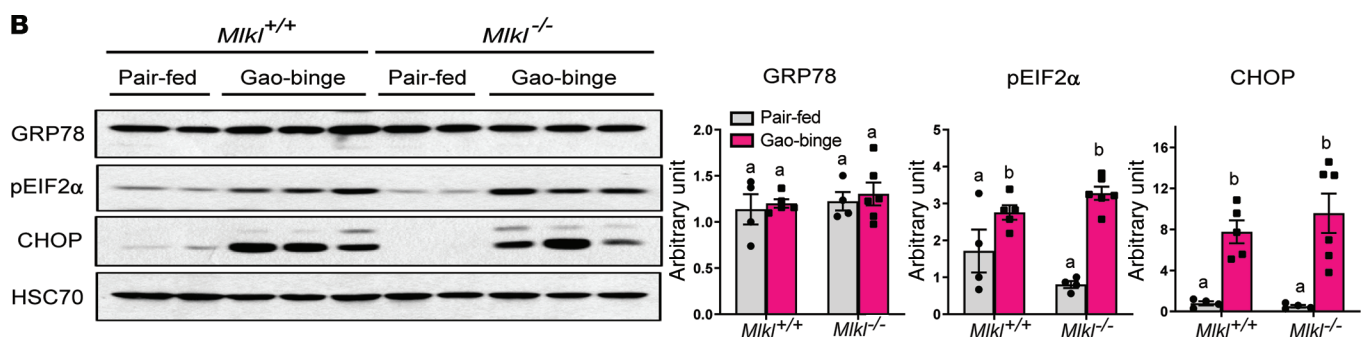 B
Mlkl+/+ Mlkl-/-
Pair-fed Gao-binge Pair-fed Gao-binge
GRP78
pEIF2α
CHOP
HSC70
GRP78
Pair-fed
Gao-binge
Arbitrary unit
2.0
1.5
1.0
0.5
0.0
a a a a
Mlkl+/+ Mlkl-/-
pEIF2α
Arbitrary unit
5
4
3
2
1
0
a b a b
Mlkl+/+ Mlkl-/-
CHOP
Arbitrary unit
16
12
8
4
0
a b a b
Mlkl+/+ Mlkl-/-